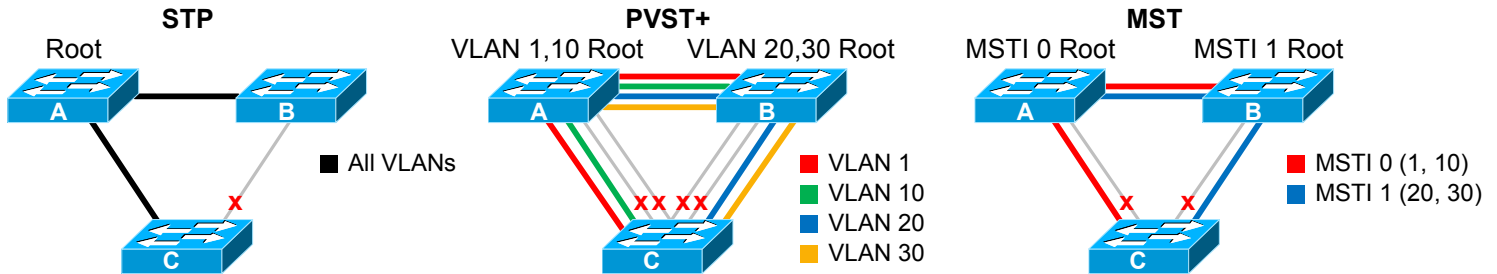 STP
Root
A
B
C
x
All VLANs
PVST+
VLAN 1,10 Root
VLAN 20,30 Root
A
B
C
x x x x
VLAN 1
VLAN 10
VLAN 20
VLAN 30
MST
MSTI 0 Root
MSTI 1 Root
A
B
C
x x
MSTI 0 (1, 10)
MSTI 1 (20, 30)